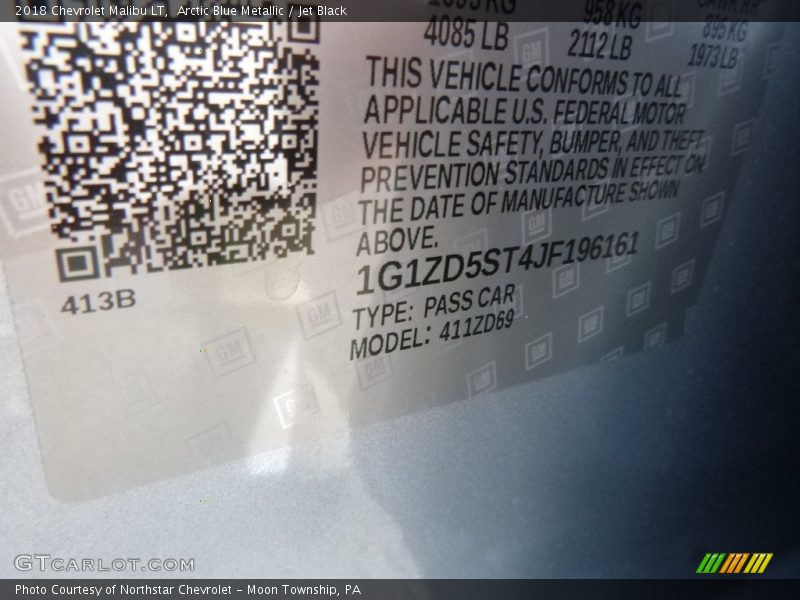 2018 Chevrolet Malibu LT, Arctic Blue Metallic / Jet Black
958 KG
895 KG
4085 LB
2112 LB
1973 LB
THIS VEHICLE CONFORMS TO ALL
APPLICABLE U.S. FEDERAL MOTOR
VEHICLE SAFETY, BUMPER, AND THEFT
PREVENTION STANDARDS IN EFFECT ON
THE DATE OF MANUFACTURE SHOWN
ABOVE.
1G1ZD5ST4JF196161
TYPE: PASS CAR
MODEL: 411ZD69
413B
GM
GTCARLOT.COM
Photo Courtesy of Northstar Chevrolet - Moon Township, PA